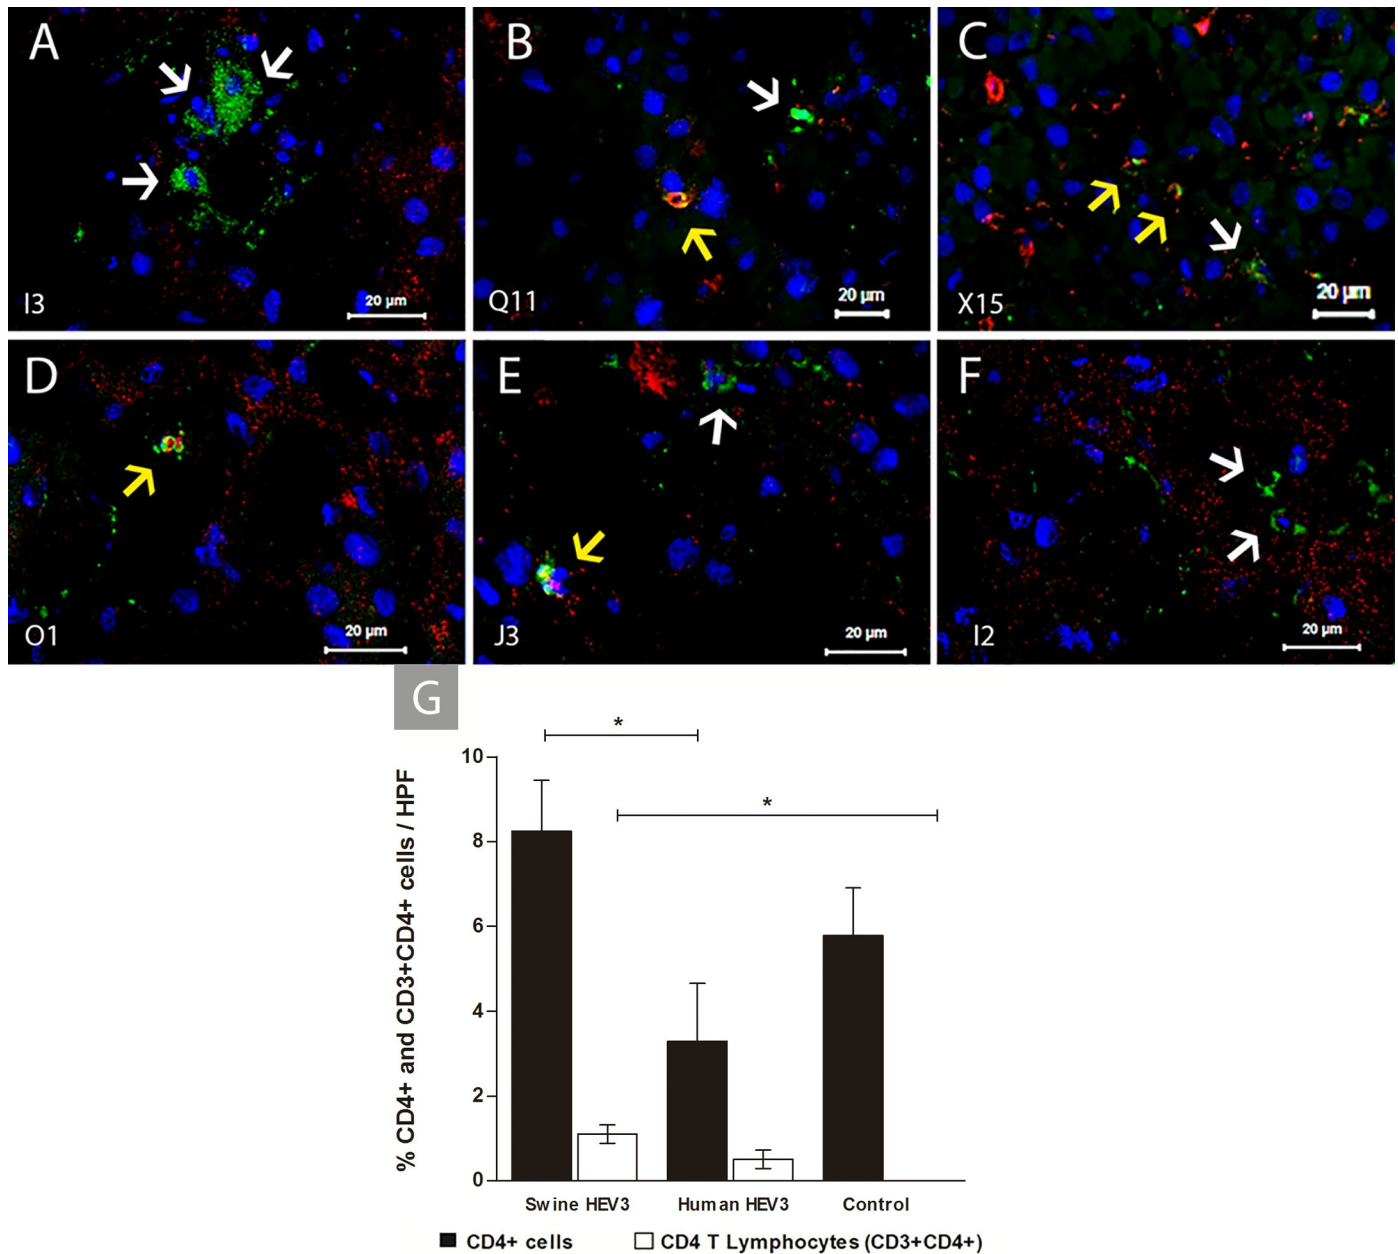 A
B
C
I3
20 µm
Q11
20 µm
X15
20 µm
D
E
F
O1
20 µm
J3
20 µm
I2
20 µm
G
*
*
% CD4+ and CD3+CD4+ cells / HPF
10
8
6
4
2
0
Swine HEV3
Human HEV3
Control
CD4+ cells
CD4 T Lymphocytes (CD3+CD4+)